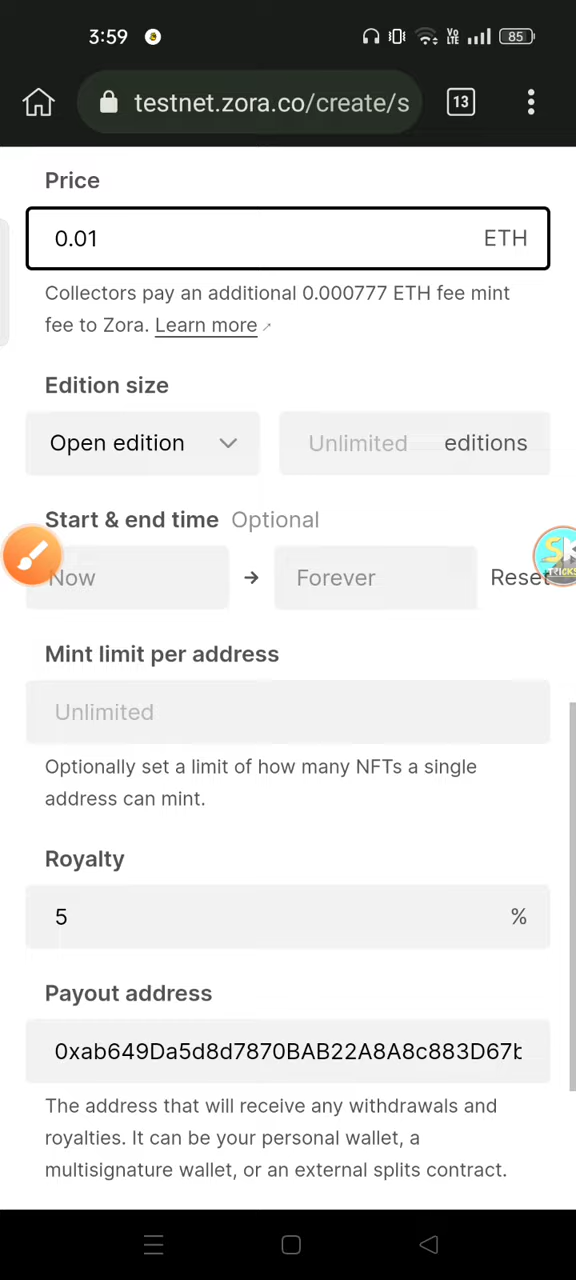 3:59
Vo
LTE
85
testnet.zora.co/create/s
13
Price
0.01 ETH
Collectors pay an additional 0.000777 ETH fee mint
fee to Zora. Learn more
Edition size
Open edition Unlimited editions
Start & end time Optional
Now → Forever Reset
Mint limit per address
Unlimited
Optionally set a limit of how many NFTs a single
address can mint.
Royalty
5 %
Payout address
0xab649Da5d8d7870BAB22A8A8c883D67b
The address that will receive any withdrawals and
royalties. It can be your personal wallet, a
multisignature wallet, or an external splits contract.